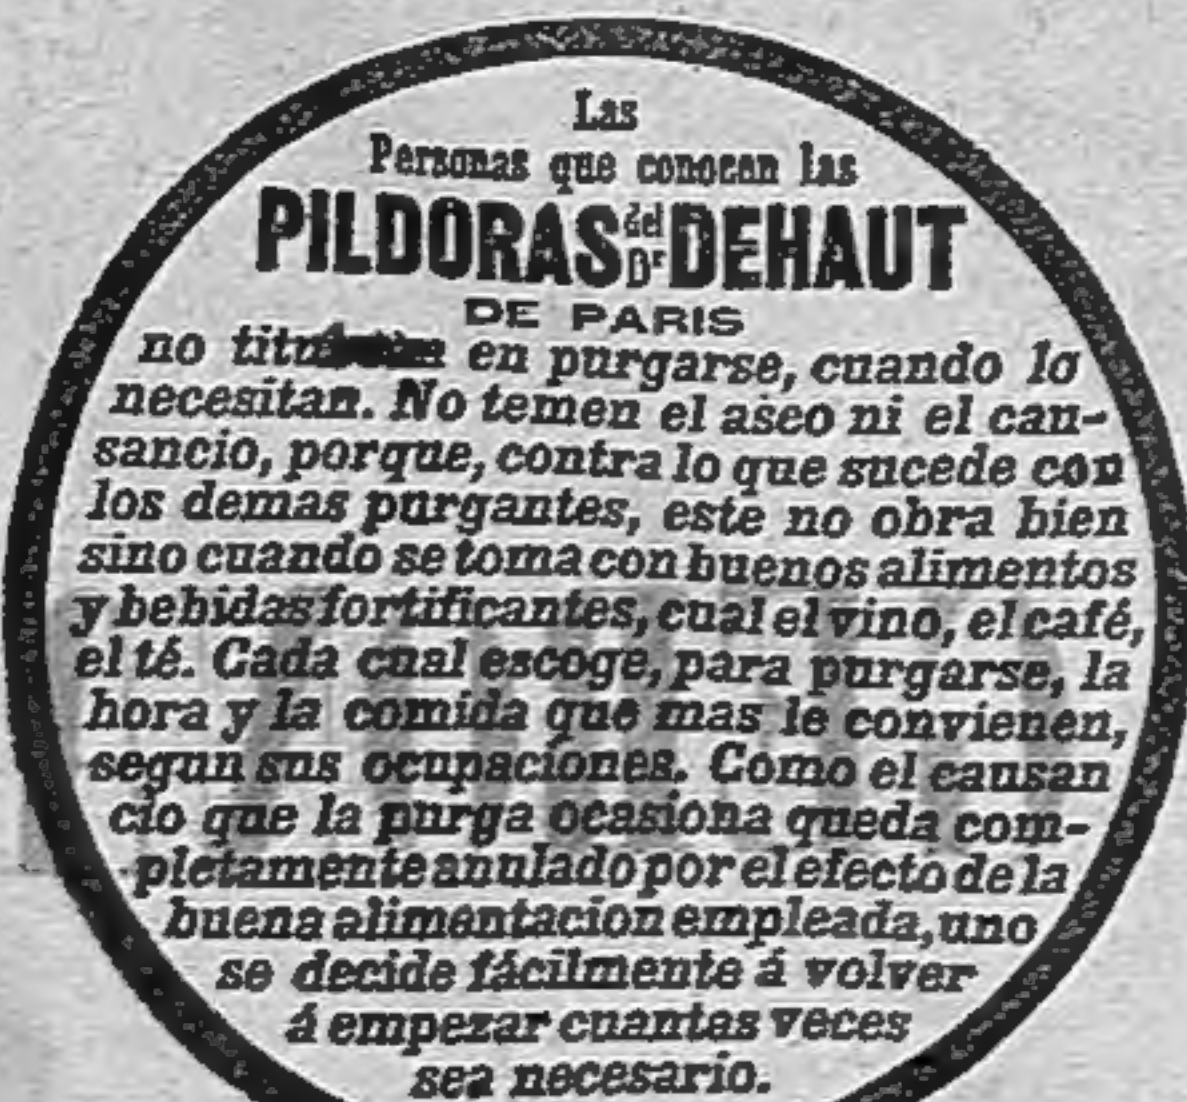 Las
Personas que conocen las
PILDORAS del Dr DEHAUT
DE PARIS
no en purgarse, cuando lo
necesitan. No temen el aseo ni el can-
sancio, porque, contra lo que sucede con
los demas purgantes, este no obra bien
sino cuando se toma con buenos alimentos
y bebidas fortificantes, cual el vino, el café,
el té. Cada cual escoge, para purgarse, la
hora y la comida que mas le convienen,
segun sus ocupaciones. Como el causan
cio que la purga ocasiona queda com-
pletamente anulado por el efecto de la
buena alimentacion empleada, uno
se decide fácilmente á volver
á empezar cuantas veces
sea necesario.